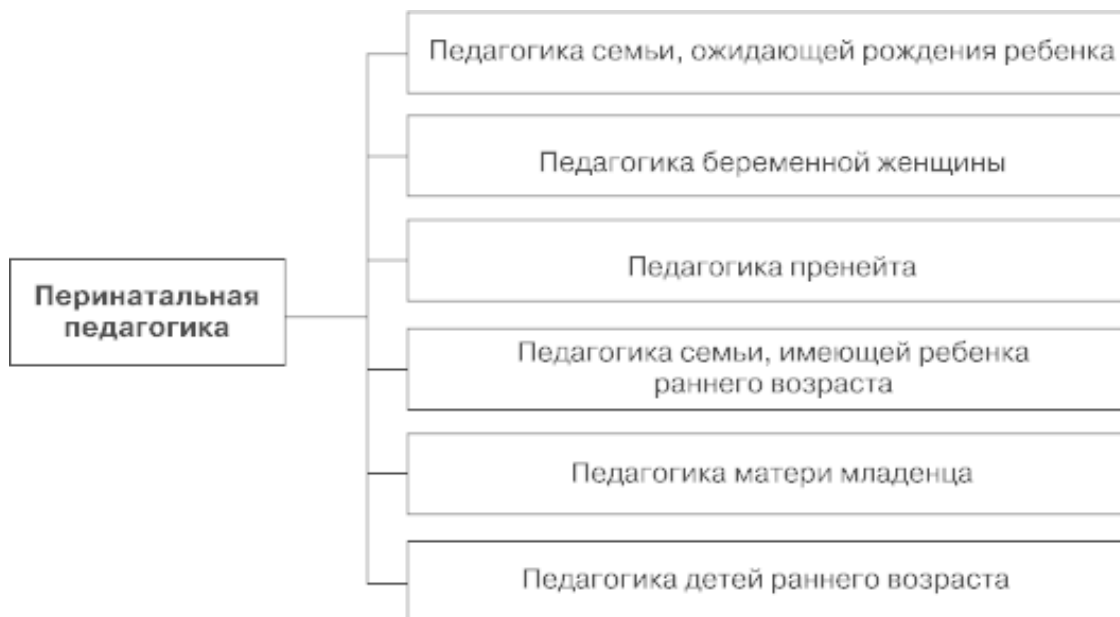 Педагогика семьи, ожидающей рождения ребенка
Педагогика беременной женщины
Педагогика пренейта
Перинатальная
педагогика
Педагогика семьи, имеющей ребенка
раннего возраста
Педагогика матери младенца
Педагогика детей раннего возраста